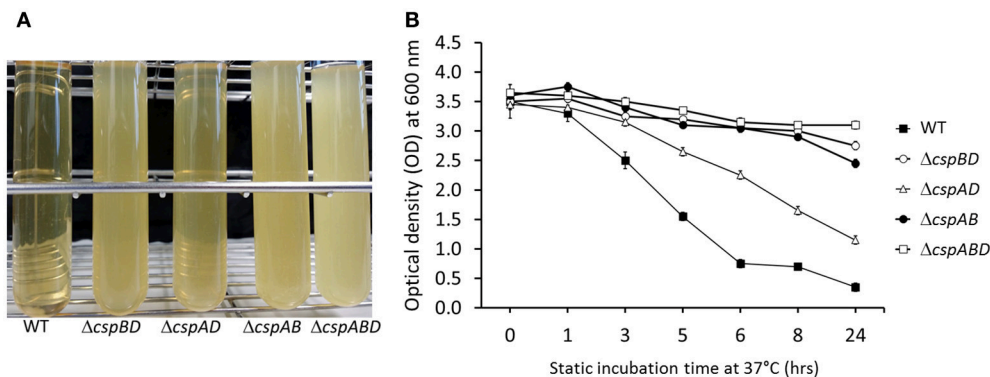 A
WT
ΔcspBD
ΔcspAD
ΔcspAB
ΔcspABD
B
Optical density (OD) at 600 nm
4.5
4.0
3.5
3.0
2.5
2.0
1.5
1.0
0.5
0.0
0
1
3
5
6
8
24
Static incubation time at 37°C (hrs)
WT
ΔcspBD
ΔcspAD
ΔcspAB
ΔcspABD